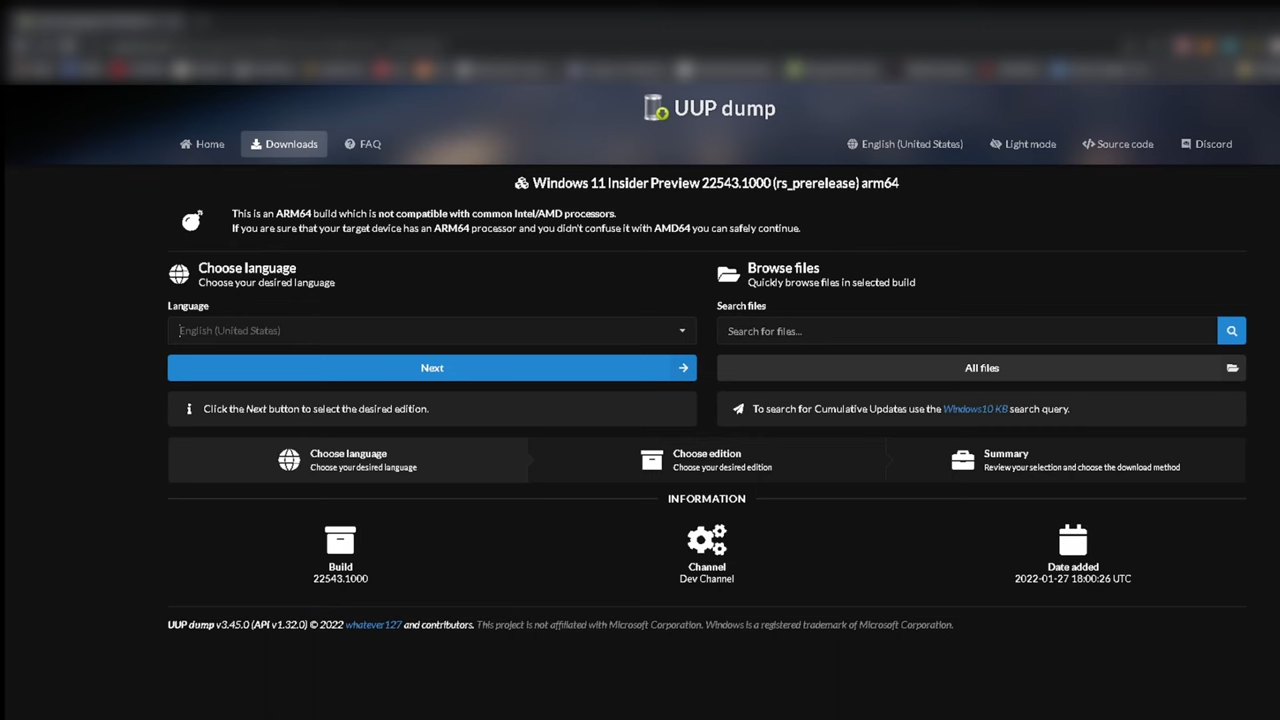 UUP dump
Home
Downloads
FAQ
English (United States)
Light mode
Source code
Discord
Windows 11 Insider Preview 22543.1000 (rs_prerelease) arm64
This is an ARM64 build which is not compatible with common Intel/AMD processors.
If you are sure that your target device has an ARM64 processor and you didn't confuse it with AMD64 you can safely continue.
Choose language
Choose your desired language
Language
English (United States)
Next
Click the Next button to select the desired edition.
Browse files
Quickly browse files in selected build
Search files
Search for files...
All files
To search for Cumulative Updates use the Windows10 KB search query.
Choose language
Choose your desired language
Choose edition
Choose your desired edition
Summary
Review your selection and choose the download method
INFORMATION
Build
22543.1000
Channel
Dev Channel
Date added
2022-01-27 18:00:26 UTC
UUP dump v3.45.0 (API v1.32.0) © 2022 whatever127 and contributors. This project is not affiliated with Microsoft Corporation. Windows is a registered trademark of Microsoft Corporation.